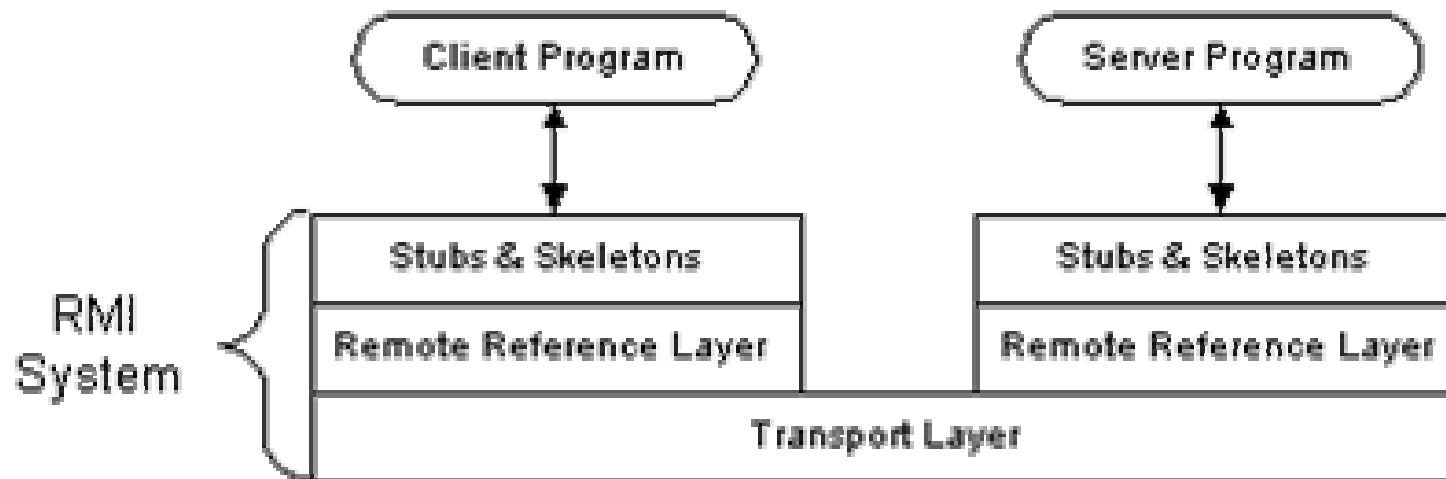 Client Program
Server Program
Stubs & Skeletons
Stubs & Skeletons
RMI
System
Remote Reference Layer
Remote Reference Layer
Transport Layer